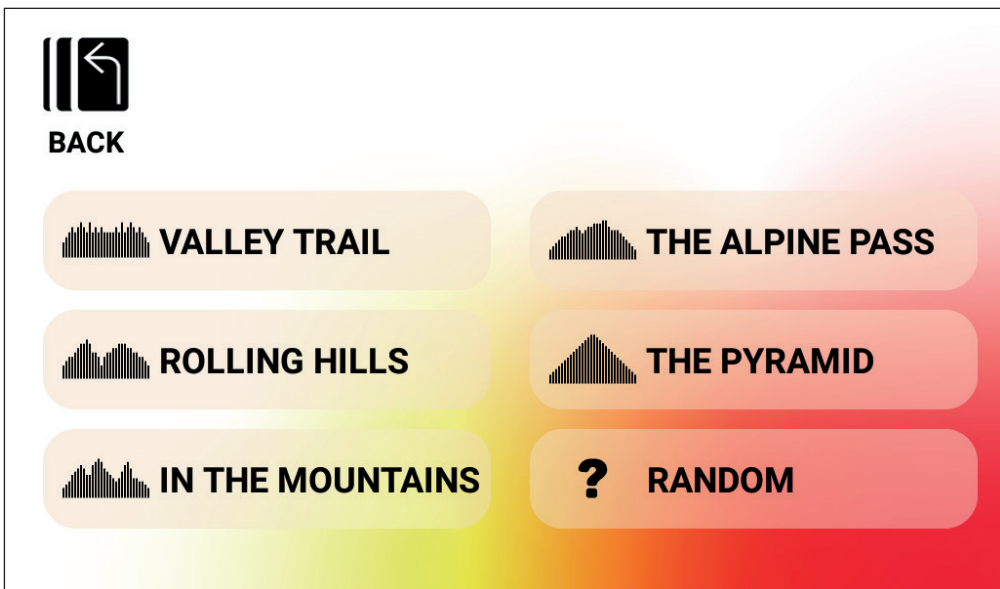 BACK
VALLEY TRAIL
THE ALPINE PASS
ROLLING HILLS
THE PYRAMID
IN THE MOUNTAINS
? RANDOM